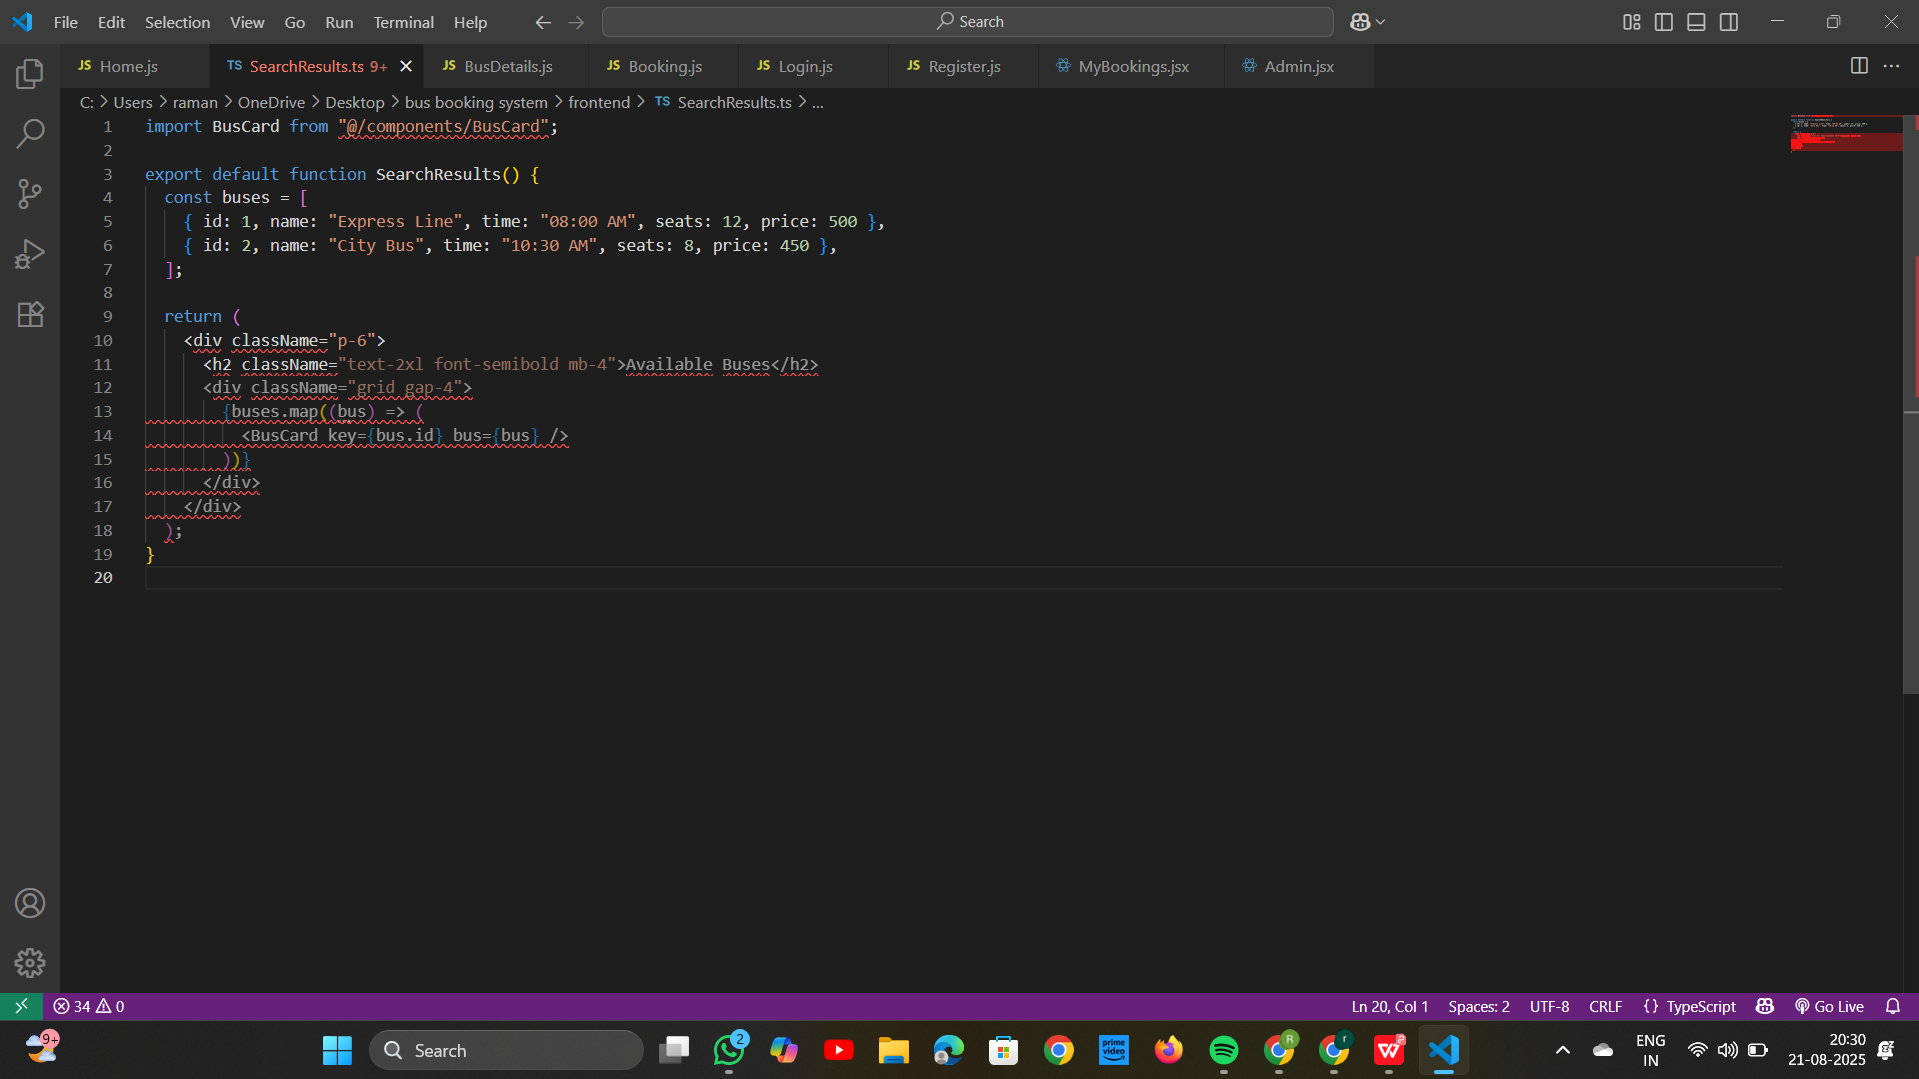 File Edit Selection View Go Run Terminal Help
Search
JS Home.js
TS SearchResults.ts 9+
JS BusDetails.js
JS Booking.js
JS Login.js
JS Register.js
MyBookings.jsx
Admin.jsx
C: > Users > raman > OneDrive > Desktop > bus booking system > frontend > TS SearchResults.ts > ...
1 import BusCard from "@/components/BusCard";
2
3 export default function SearchResults() {
4   const buses = [
5     { id: 1, name: "Express Line", time: "08:00 AM", seats: 12, price: 500 },
6     { id: 2, name: "City Bus", time: "10:30 AM", seats: 8, price: 450 },
7   ];
8
9   return (
10     <div className="p-6">
11       <h2 className="text-2xl font-semibold mb-4">Available Buses</h2>
12       <div className="grid gap-4">
13         {buses.map((bus) => (
14           <BusCard key={bus.id} bus={bus} />
15         ))}
16       </div>
17     </div>
18   );
19 }
20
34 0
Ln 20, Col 1 Spaces: 2 UTF-8 CRLF {} TypeScript Go Live
9+
Search
2
prime video
R
r
W
ENG
IN
20:30
21-08-2025